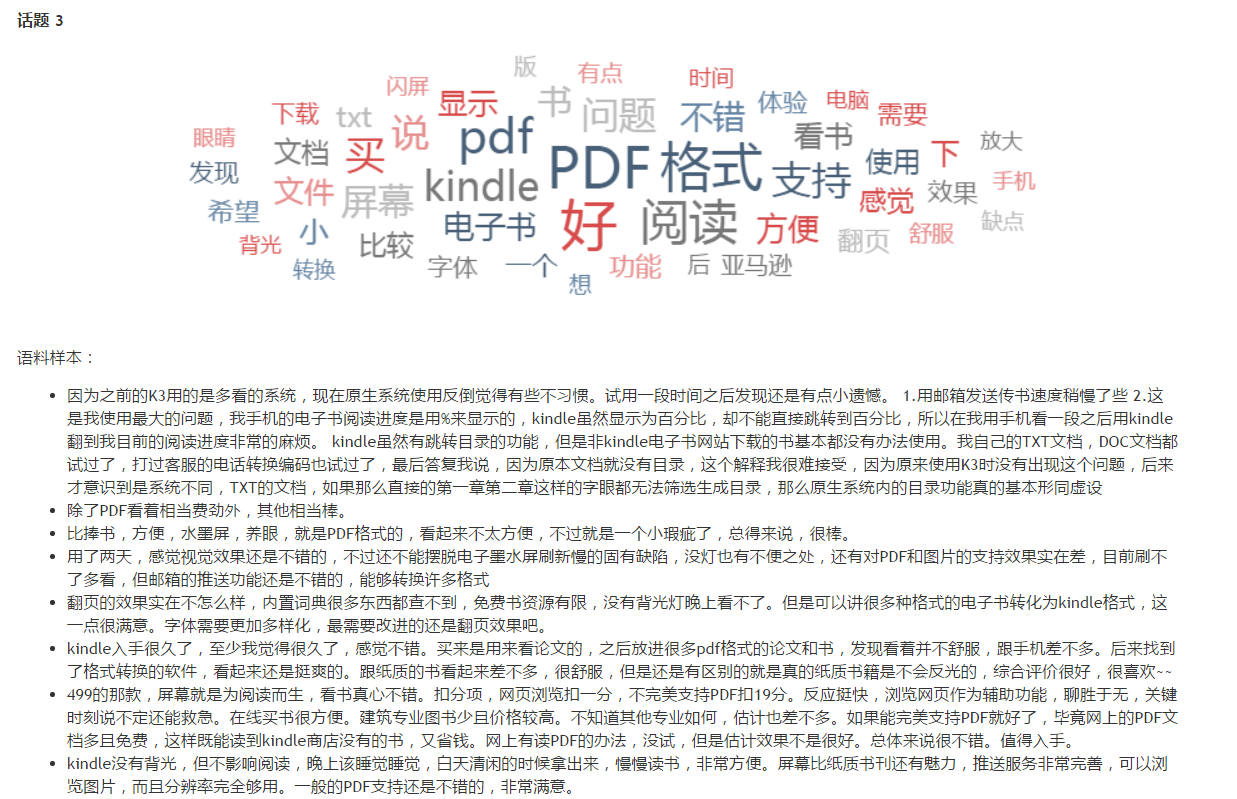 话题 3
版
闪屏 有点 时间
下载 txt 显示 书 问题 不错 体验 电脑 需要
眼睛 文档 买 说 pdf PDF 格式 看书 下 放大
发现 文件 屏幕 kindle 支持 使用 效果 手机
希望 小 电子书 好 阅读 方便 感觉 缺点
背光 比较 翻页 舒服
转换 字体 一个 想 功能 后 亚马逊
语料样本：
• 因为之前的K3用的是多看的系统，现在原生系统使用反倒觉得有些不习惯。试用一段时间之后发现还是有点小遗憾。 1.用邮箱发送传书速度稍慢了些 2.这
是我使用最大的问题，我手机的电子书阅读进度是用%来显示的，kindle虽然显示为百分比，却不能直接跳转到百分比，所以在我用手机看一段之后用kindle
翻到我目前的阅读进度非常的麻烦。 kindle虽然有跳转目录的功能，但是非kindle电子书网站下载的书基本都没有办法使用。我自己的TXT文档，DOC文档都
试过了，打过客服的电话转换编码也试过了，最后答复我说，因为原本文档就没有目录，这个解释我很难接受，因为原来使用K3时没有出现这个问题，后来
才意识到是系统不同，TXT的文档，如果那么直接的第一章第二章这样的字眼都无法筛选生成目录，那么原生系统内的目录功能真的基本形同虚设
• 除了PDF看着相当费劲外，其他相当棒。
• 比捧书，方便，水墨屏，养眼，就是PDF格式的，看起来不太方便，不过就是一个小瑕疵了，总得来说，很棒。
• 用了两天，感觉视觉效果还是不错的，不过还不能摆脱电子墨水屏刷新慢的固有缺陷，没灯也有不便之处，还有对PDF和图片的支持效果实在差，目前刷不
了多看，但邮箱的推送功能还是不错的，能够转换许多格式
• 翻页的效果实在不怎么样，内置词典很多东西都查不到，免费书资源有限，没有背光灯晚上看不了。但是可以讲很多种格式的电子书转化为kindle格式，这
一点很满意。字体需要更加多样化，最需要改进的还是翻页效果吧。
• kindle入手很久了，至少我觉得很久了，感觉不错。买来是用来看论文的，之后放进很多pdf格式的论文和书，发现看着并不舒服，跟手机差不多。后来找到
了格式转换的软件，看起来还是挺爽的。跟纸质的书看起来差不多，很舒服，但是还是有区别的就是真的纸质书籍是不会反光的，综合评价很好，很喜欢~~
• 499的那款，屏幕就是为阅读而生，看书真心不错。扣分项，网页浏览扣一分，不完美支持PDF扣19分。反应挺快，浏览网页作为辅助功能，聊胜于无，关键
时刻说不定还能救急。在线买书很方便。建筑专业图书少且价格较高。不知道其他专业如何，估计也差不多。如果能完美支持PDF就好了，毕竟网上的PDF文
档多且免费，这样既能读到kindle商店没有的书，又省钱。网上有读PDF的办法，没试，但是估计效果不是很好。总体来说很不错。值得入手。
• kindle没有背光，但不影响阅读，晚上该睡觉睡觉，白天清闲的时候拿出来，慢慢读书，非常方便。屏幕比纸质书刊还有魅力，推送服务非常完善，可以浏
览图片，而且分辨率完全够用。一般的PDF支持还是不错的，非常满意。